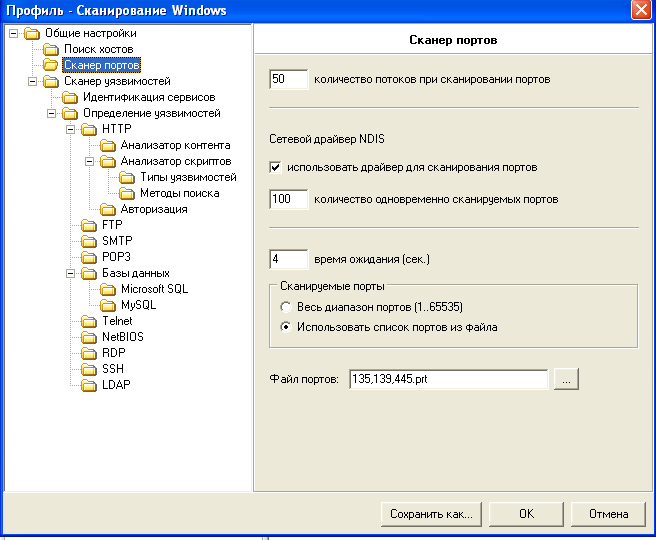 Профиль - Сканирование Windows
Общие настройки
Поиск хостов
Сканер портов
Сканер уязвимостей
Идентификация сервисов
Определение уязвимостей
HTTP
Анализатор контента
Анализатор скриптов
Типы уязвимостей
Методы поиска
Авторизация
FTP
SMTP
POP3
Базы данных
Microsoft SQL
MySQL
Telnet
NetBIOS
RDP
SSH
LDAP
Сканер портов
50 количество потоков при сканировании портов
Сетевой драйвер NDIS
использовать драйвер для сканирования портов
100 количество одновременно сканируемых портов
4 время ожидания (сек.)
Сканируемые порты
Весь диапазон портов (1..65535)
Использовать список портов из файла
Файл портов: 135,139,445.prt ...
Сохранить как... OK Отмена